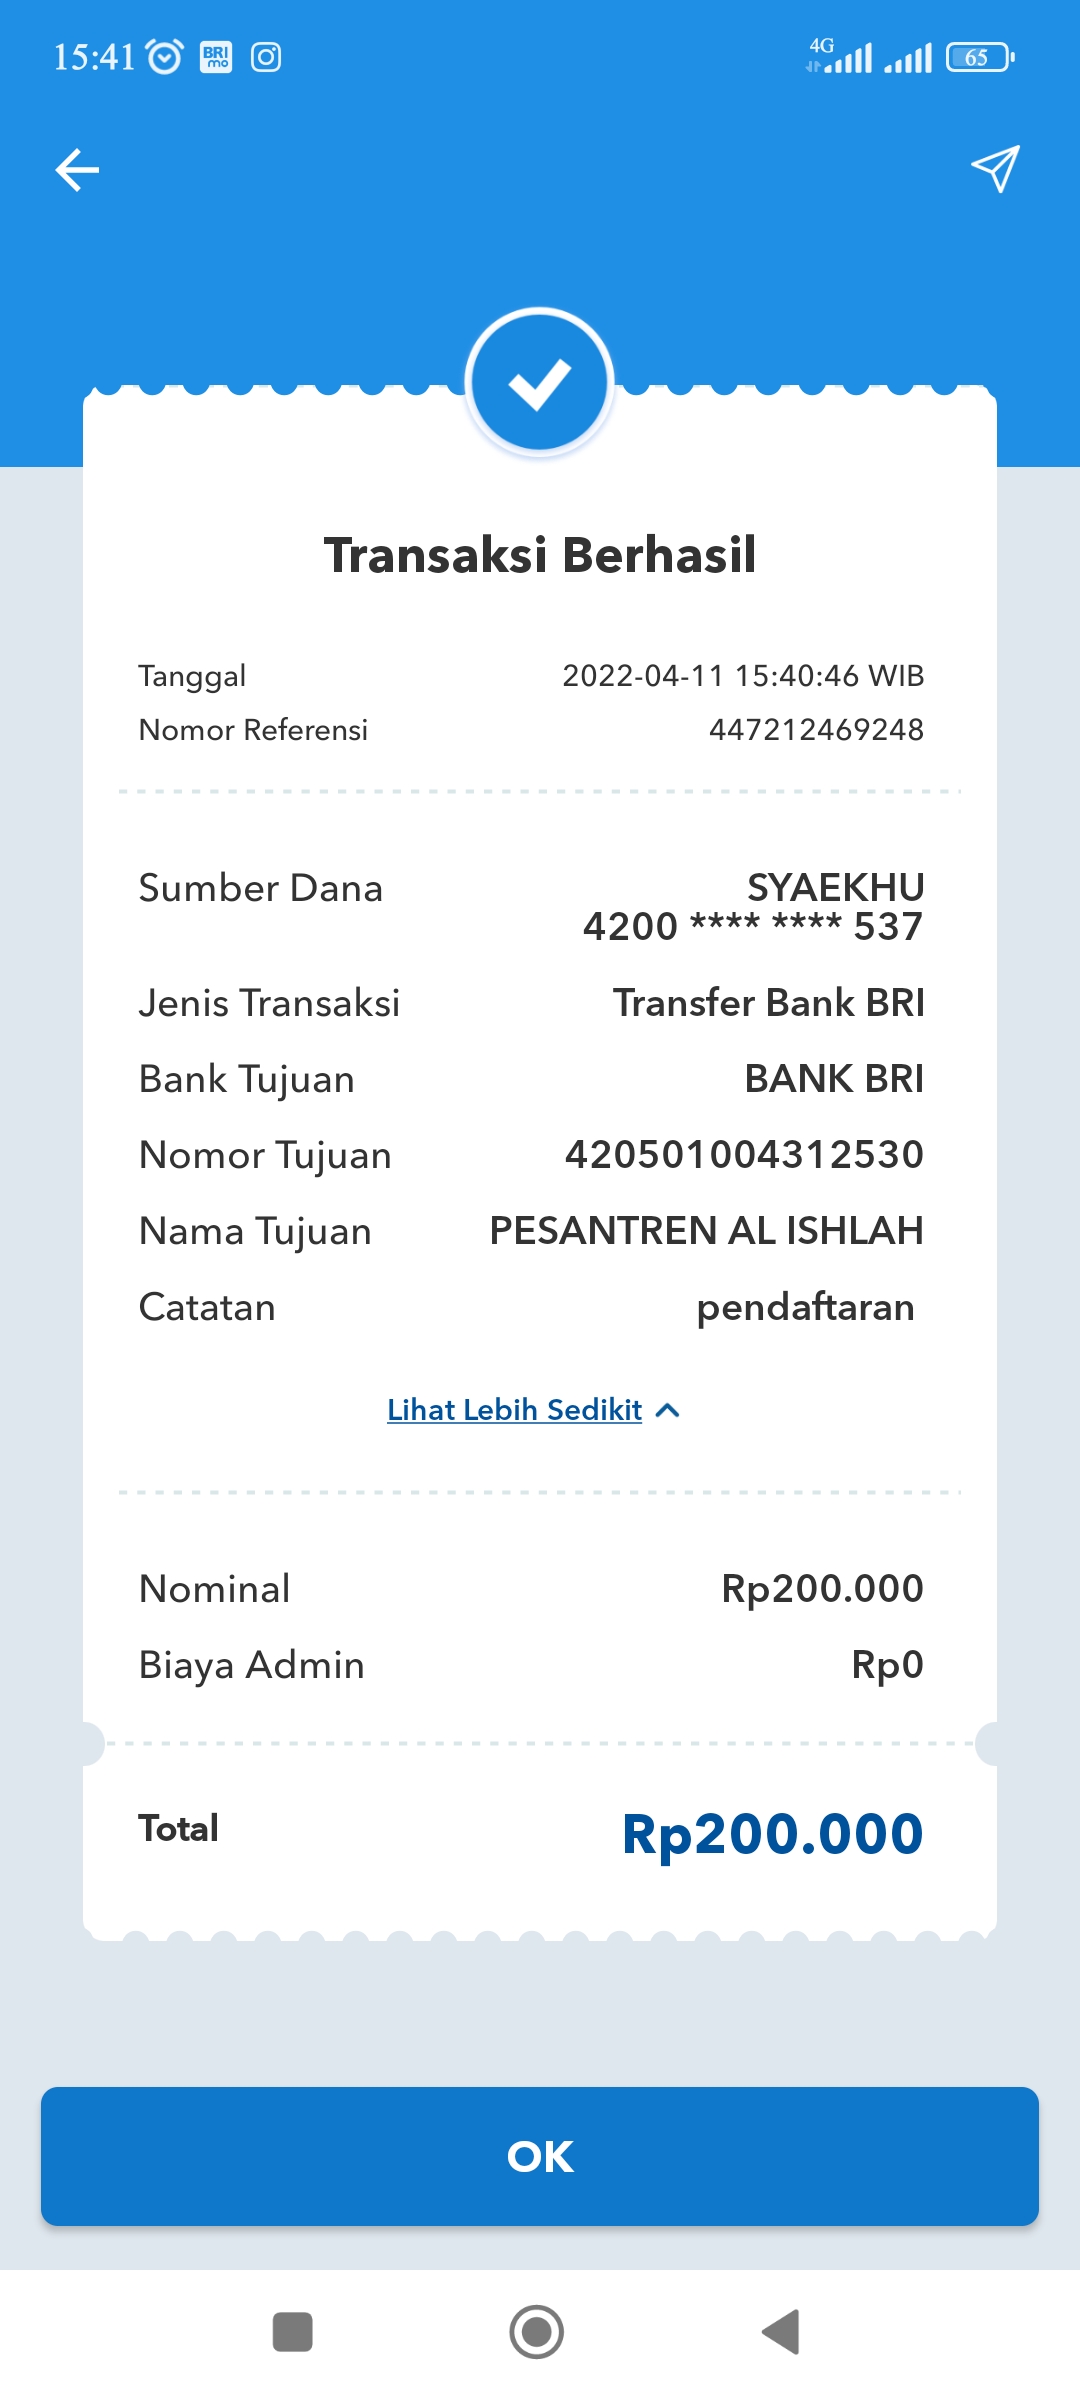 15:41 BRI mo 4G 65
Transaksi Berhasil
Tanggal 2022-04-11 15:40:46 WIB
Nomor Referensi 447212469248
Sumber Dana SYAEKHU
4200 **** **** 537
Jenis Transaksi Transfer Bank BRI
Bank Tujuan BANK BRI
Nomor Tujuan 420501004312530
Nama Tujuan PESANTREN AL ISHLAH
Catatan pendaftaran
Lihat Lebih Sedikit
Nominal Rp200.000
Biaya Admin Rp0
Total Rp200.000
OK